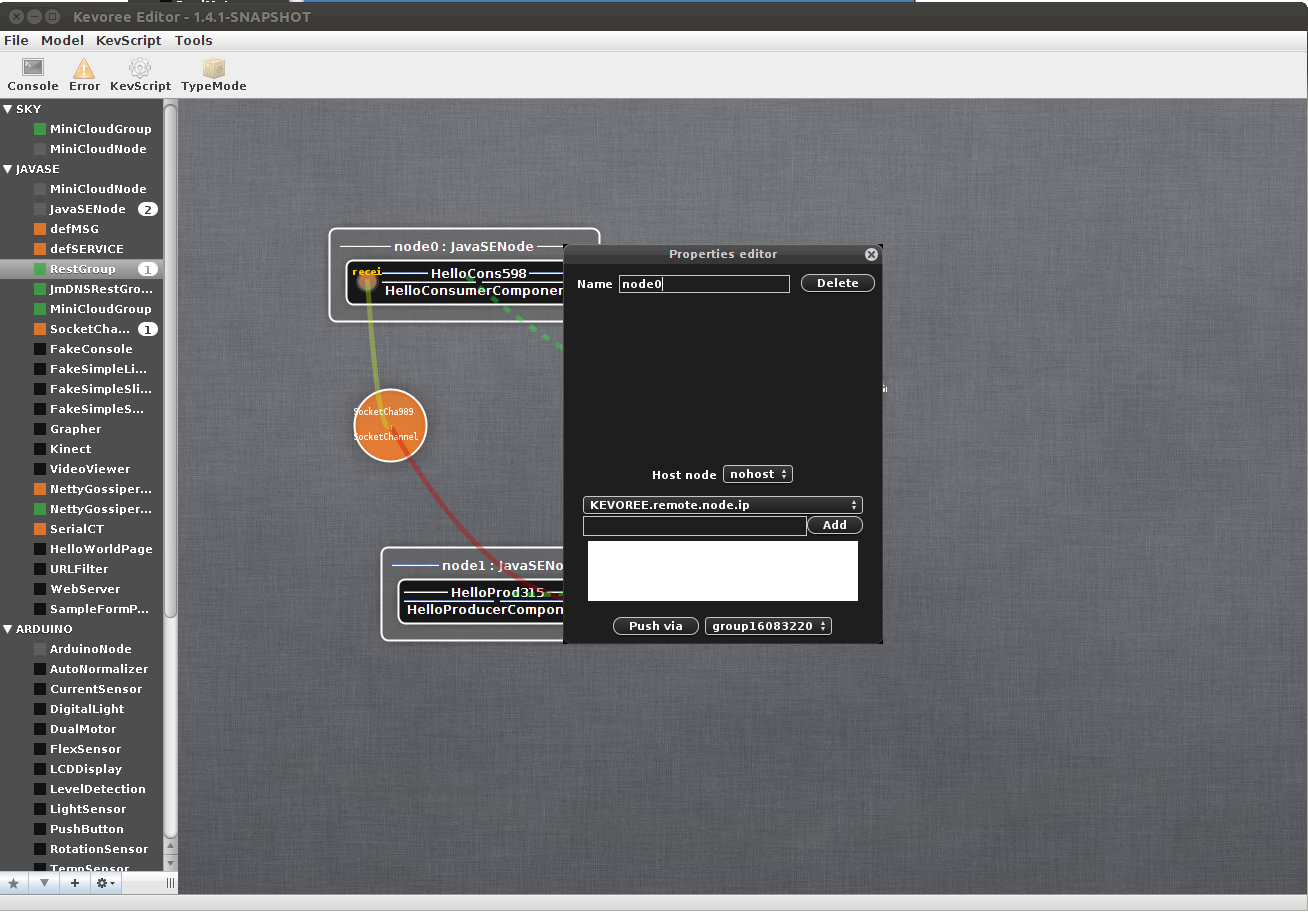 Kevoree Editor - 1.4.1-SNAPSHOT
File Model KevScript Tools
Console Error KevScript TypeMode
SKY
MiniCloudGroup
MiniCloudNode
JAVASE
MiniCloudNode
JavaSENode 2
defMSG
defSERVICE
RestGroup 1
JmDNSRestGro...
MiniCloudGroup
SocketCha... 1
FakeConsole
FakeSimpleLi...
FakeSimpleSli...
FakeSimpleS...
Grapher
Kinect
VideoViewer
NettyGossiper...
NettyGossiper...
SerialCT
HelloWorldPage
URLFilter
WebServer
SampleFormP...
ARDUINO
ArduinoNode
AutoNormalizer
CurrentSensor
DigitalLight
DualMotor
FlexSensor
LCDDisplay
LevelDetection
LightSensor
PushButton
RotationSensor
TempSensor
node0 : JavaSENode
recei
HelloCons598
HelloConsumerComponen
SocketCha989
SocketChannel
node1 : JavaSENo
HelloProd315
HelloProducerCompon
Properties editor
Name node0 Delete
Host node nohost
KEVOREE.remote.node.ip
Add
Push via group16083220